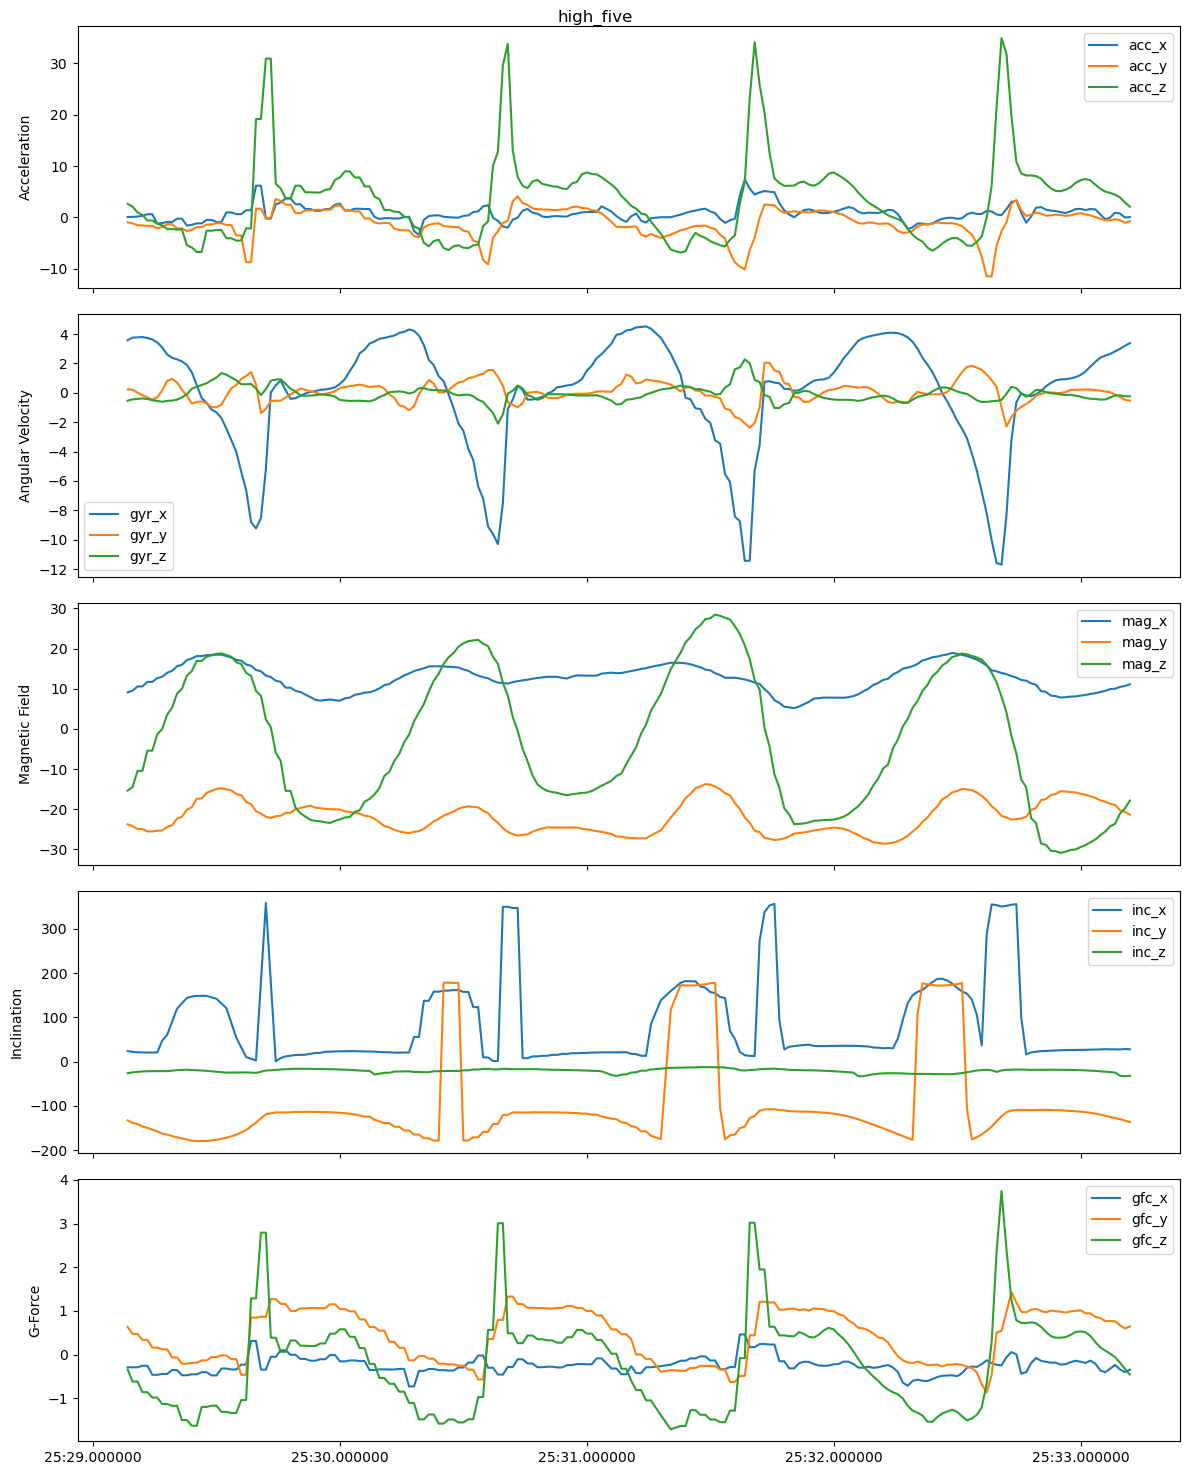 high_five
Acceleration
30
20
10
0
−10
acc_x
acc_y
acc_z
Angular Velocity
4
2
0
−2
−4
−6
−8
−10
−12
gyr_x
gyr_y
gyr_z
Magnetic Field
30
20
10
0
−10
−20
−30
mag_x
mag_y
mag_z
Inclination
300
200
100
0
−100
−200
inc_x
inc_y
inc_z
G-Force
4
3
2
1
0
−1
gfc_x
gfc_y
gfc_z
25:29.000000 25:30.000000 25:31.000000 25:32.000000 25:33.000000